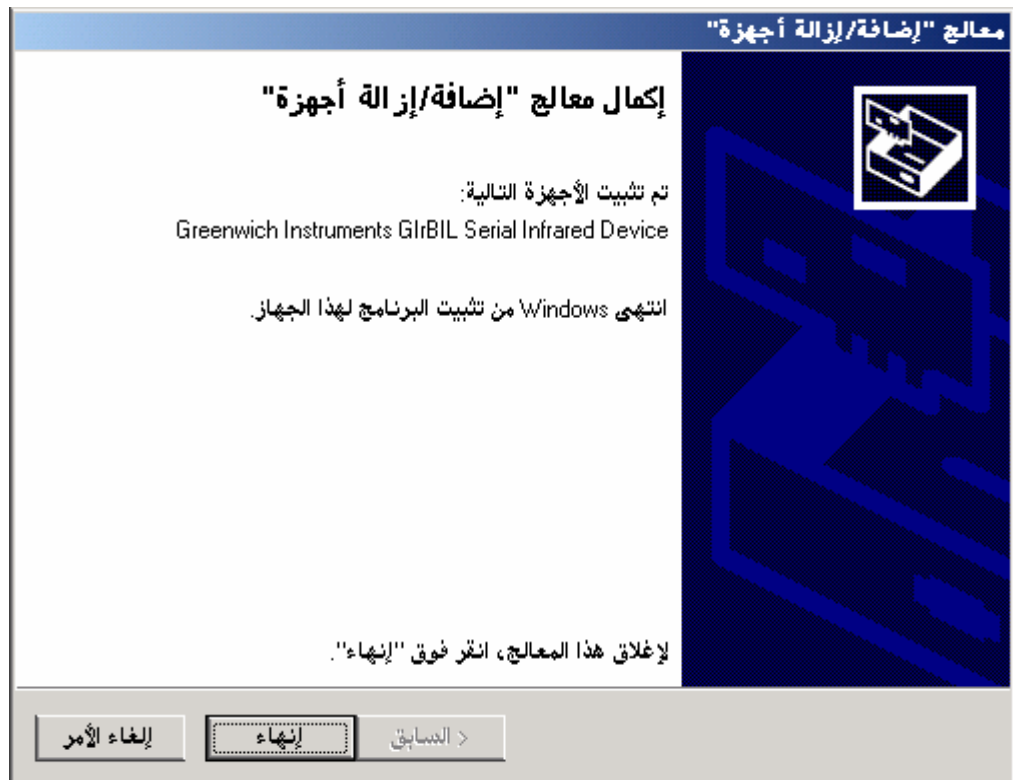 معالج "إضافة/إزالة أجهزة"
إكمال معالج "إضافة/إزالة أجهزة"
تم تثبيت الأجهزة التالية:
Greenwich Instruments GIrBIL Serial Infrared Device
انتهى Windows من تثبيت البرنامج لهذا الجهاز.
لإغلاق هذا المعالج، انقر فوق "إنهاء".
< السابق
إنهاء
إلغاء الأمر